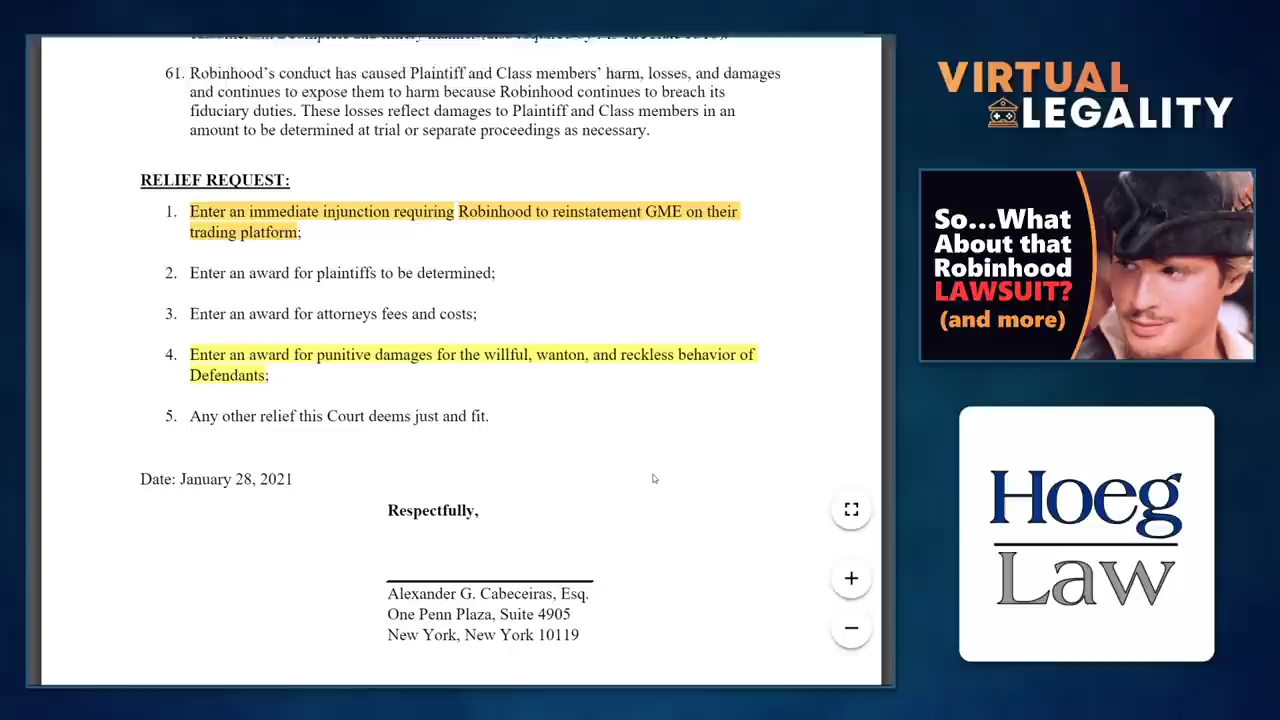 61. Robinhood's conduct has caused Plaintiff and Class members' harm, losses, and damages
and continues to expose them to harm because Robinhood continues to breach its
fiduciary duties. These losses reflect damages to Plaintiff and Class members in an
amount to be determined at trial or separate proceedings as necessary.
RELIEF REQUEST:
1. Enter an immediate injunction requiring Robinhood to reinstatement GME on their
trading platform;
2. Enter an award for plaintiffs to be determined;
3. Enter an award for attorneys fees and costs;
4. Enter an award for punitive damages for the willful, wanton, and reckless behavior of
Defendants;
5. Any other relief this Court deems just and fit.
Date: January 28, 2021
Respectfully,
Alexander G. Cabeceiras, Esq.
One Penn Plaza, Suite 4905
New York, New York 10119
VIRTUAL
LEGALITY
So...What
About that
Robinhood
LAWSUIT?
(and more)
Hoeg
Law